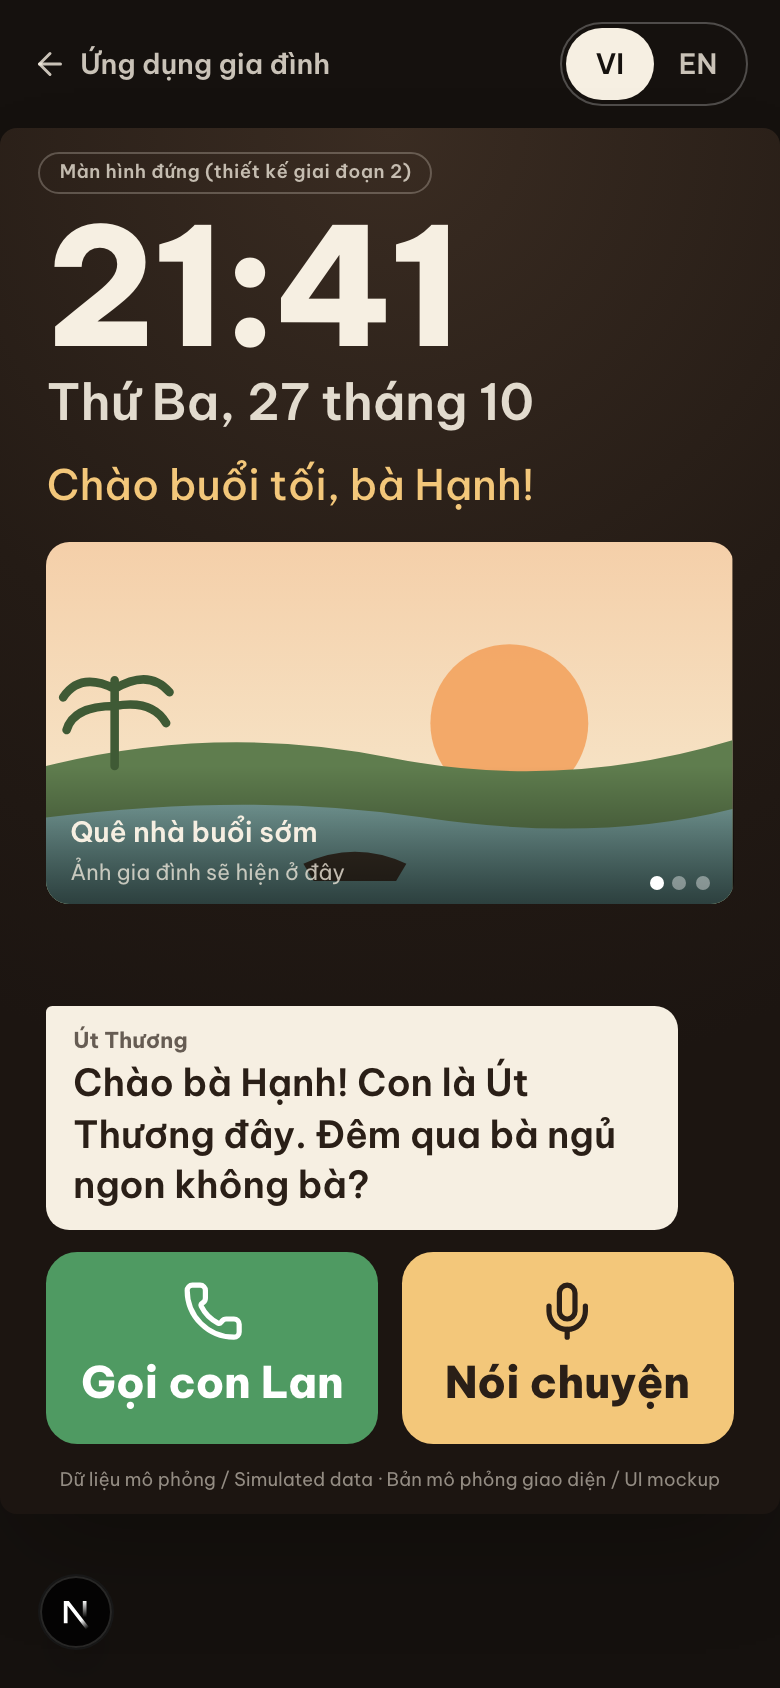 Ứng dụng gia đình
VI
EN
Màn hình đứng (thiết kế giai đoạn 2)
21:41
Thứ Ba, 27 tháng 10
Chào buổi tối, bà Hạnh!
Quê nhà buổi sớm
Ảnh gia đình sẽ hiện ở đây
Út Thương
Chào bà Hạnh! Con là Út
Thương đây. Đêm qua bà ngủ
ngon không bà?
Gọi con Lan
Nói chuyện
Dữ liệu mô phỏng / Simulated data · Bản mô phỏng giao diện / UI mockup
N